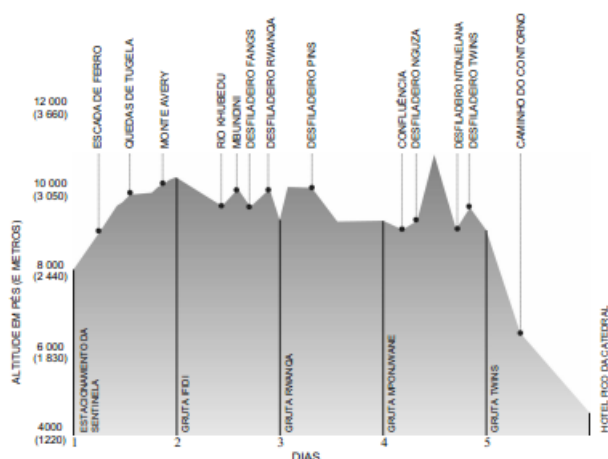 ESCADA DE FERRO
QUEDAS DE TUGELA
MONTE AVERY
RIO KHUBEDU
MBUNDINI
DESFILADEIRO FANGS
DESFILADEIRO RWANQA
DESFILADEIRO PINS
CONFLUÊNCIA
DESFILADEIRO NGUZA
DESFILADEIRO NTONJELANA
DESFILADEIRO TWINS
CAMINHO DO CONTORNO
ALTITUDE EM PÉS (E METROS)
12 000
(3 660)
10 000
(3 050)
8 000
(2 440)
6 000
(1 830)
4000
(1220)
ESTACIONAMENTO DA
SENTINELA
GRUTA IFIDI
GRUTA RWANQA
GRUTA MPONJWANE
GRUTA TWINS
HOTEL PICO DA CATEDRAL
1
2
3
4
5
DIAS